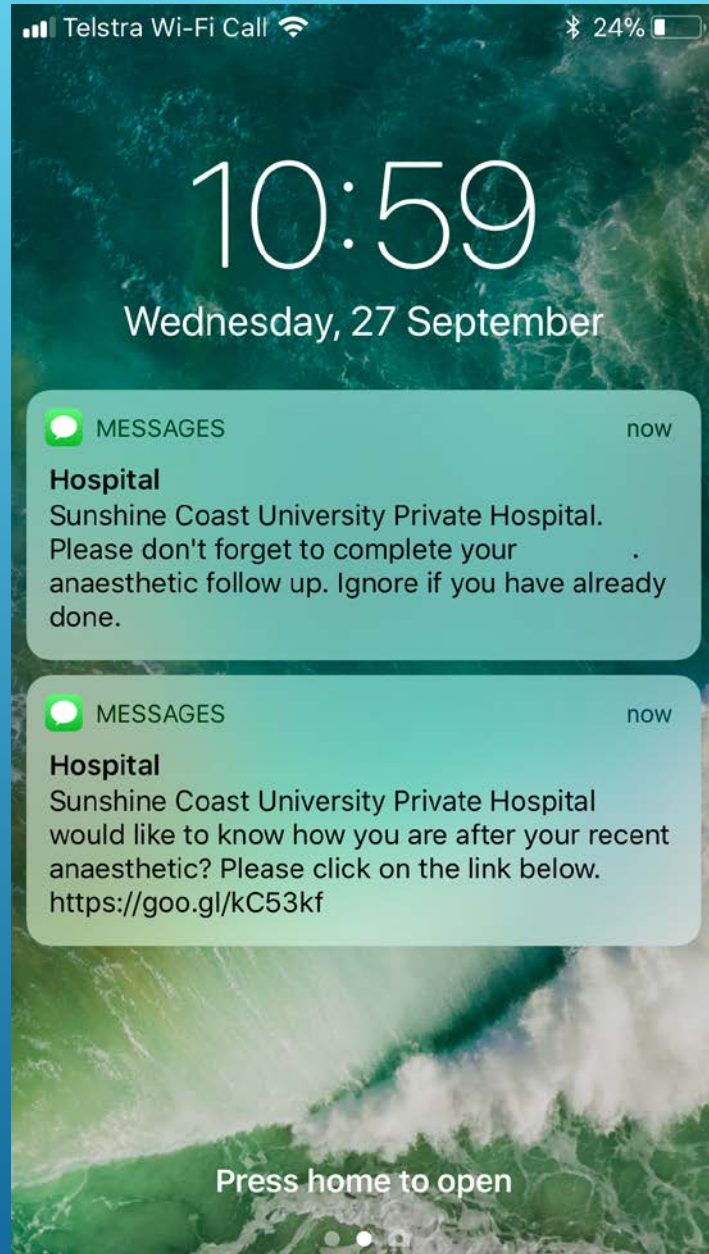 Telstra Wi-Fi Call 24%
10:59
Wednesday, 27 September
MESSAGES now
Hospital
Sunshine Coast University Private Hospital.
Please don't forget to complete your .
anaesthetic follow up. Ignore if you have already
done.
MESSAGES now
Hospital
Sunshine Coast University Private Hospital
would like to know how you are after your recent
anaesthetic? Please click on the link below.
https://goo.gl/kC53kf
Press home to open